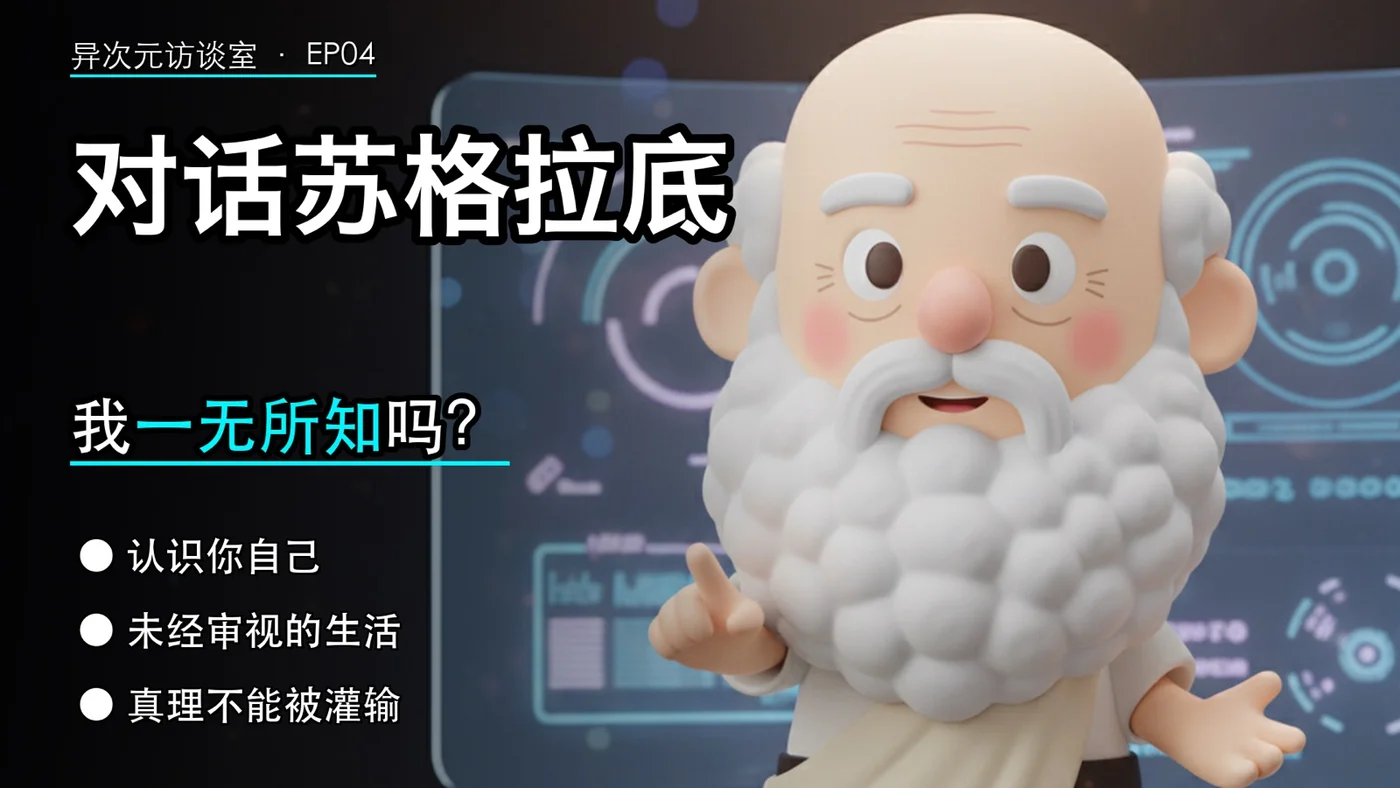 异次元访谈室 · EP04
对话苏格拉底
我一无所知吗?
● 认识你自己
● 未经审视的生活
● 真理不能被灌输